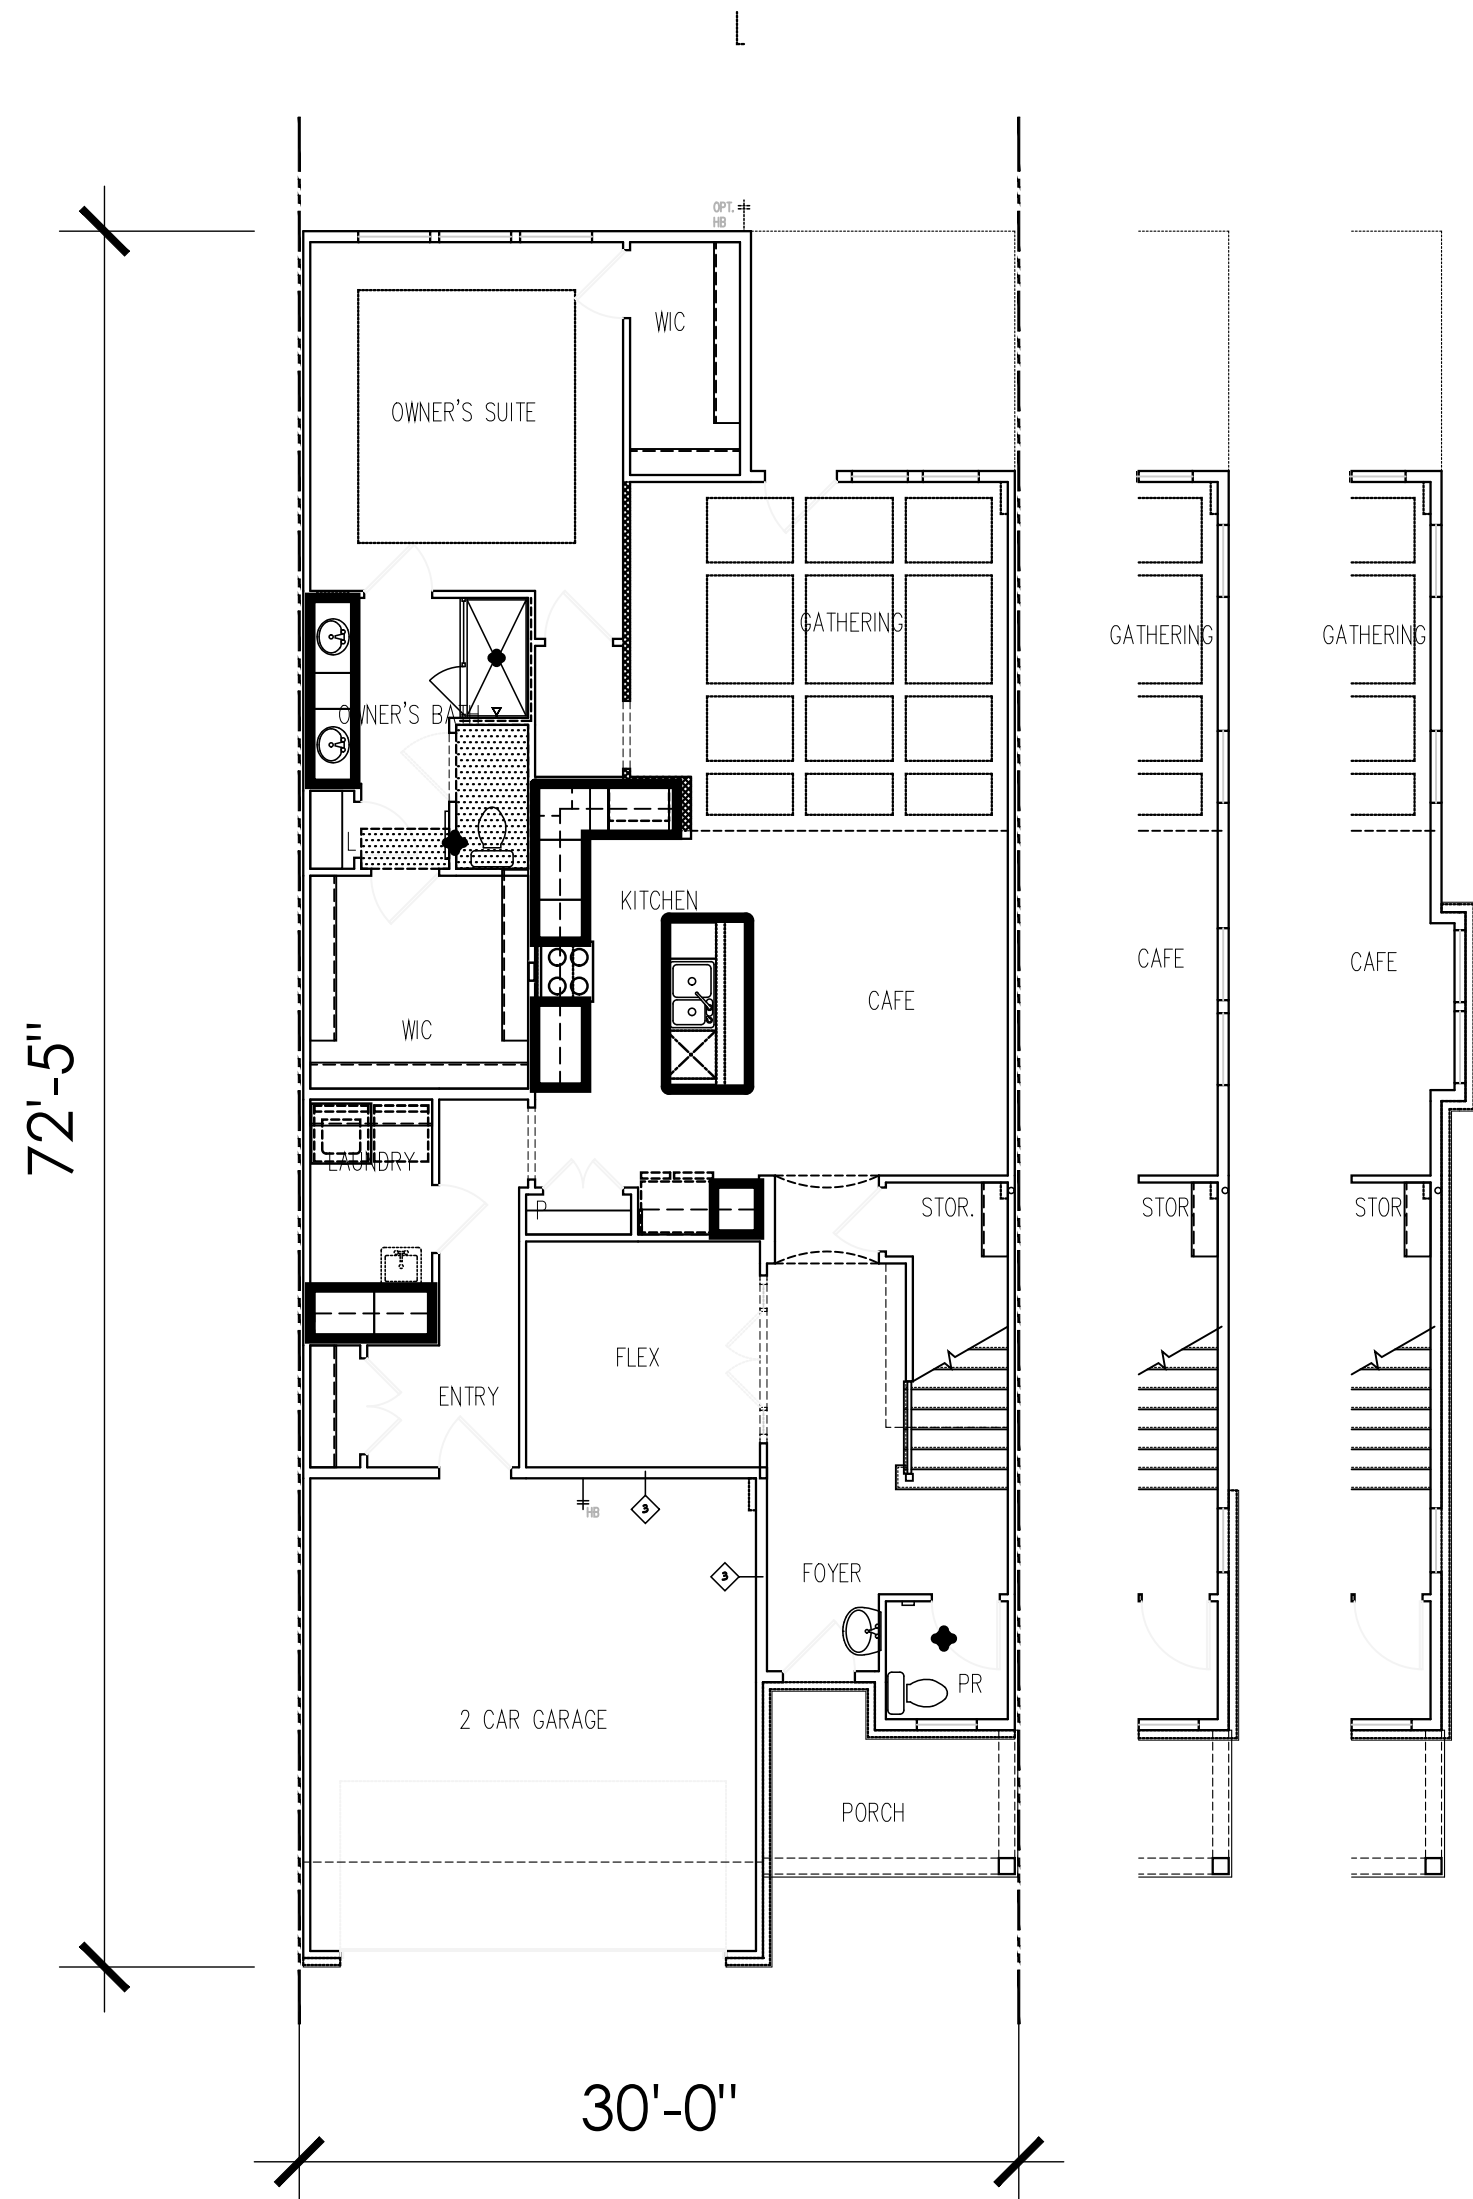 L
OPT.
HB
WIC
OWNER'S SUITE
GATHERING
GATHERING
GATHERING
OWNER'S BATH
L
KITCHEN
CAFE
CAFE
CAFE
WIC
72'-5"
LAUNDRY
P
STOR.
STOR
STOR
FLEX
ENTRY
HB
3
3
FOYER
PR
2 CAR GARAGE
PORCH
30'-0"